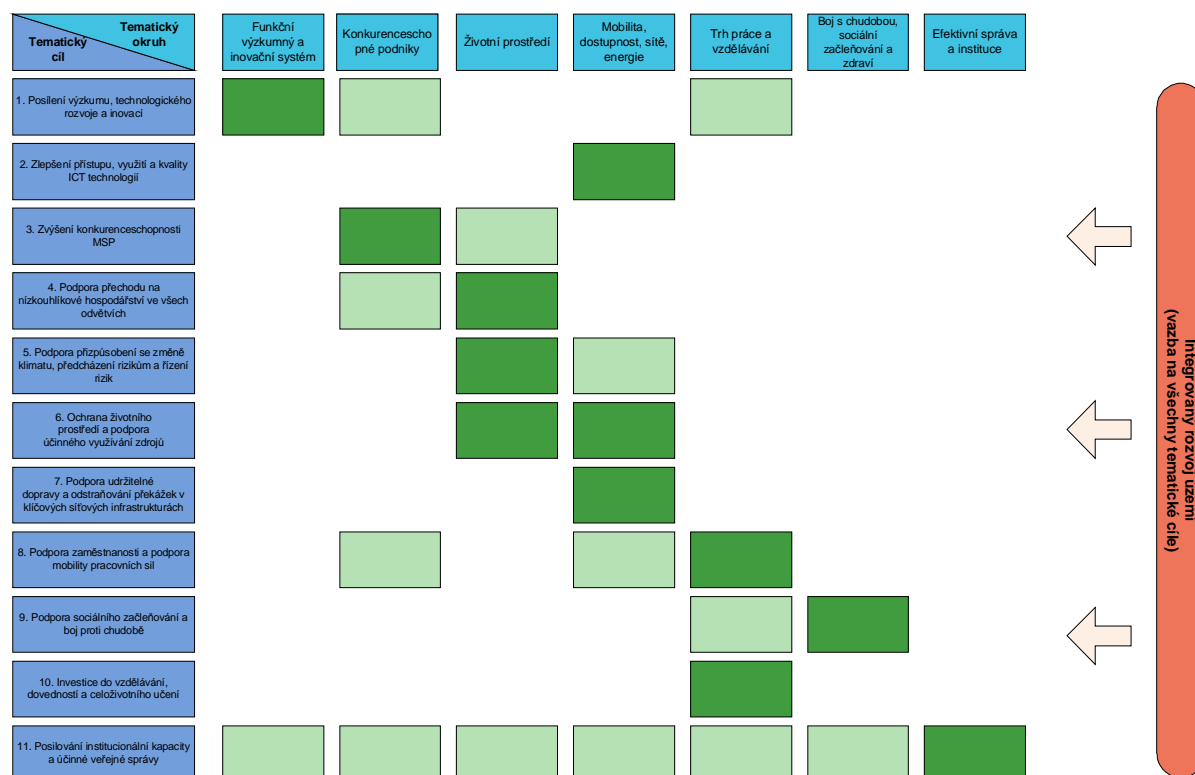 Tematický
okruh
Tematický
cíl
Funkční
výzkumný a
inovační systém
Konkurencescho
pné podniky
Životní prostředí
Mobilita,
dostupnost, sítě,
energie
Trh práce a
vzdělávání
Boj s chudobou,
sociální
začleňování a
zdraví
Efektivní správa
a instituce
1. Posílení výzkumu, technologického
rozvoje a inovací
2. Zlepšení přístupu, využití a kvality
ICT technologií
3. Zvýšení konkurenceschopnosti
MSP
4. Podpora přechodu na
nízkouhlíkové hospodářství ve všech
odvětvích
5. Podpora přizpůsobení se změně
klimatu, předcházení rizikům a řízení
rizik
6. Ochrana životního
prostředí a podpora
účinného využívání zdrojů
7. Podpora udržitelné
dopravy a odstraňování překážek v
klíčových síťových infrastrukturách
8. Podpora zaměstnanosti a podpora
mobility pracovních sil
9. Podpora sociálního začleňování a
boj proti chudobě
10. Investice do vzdělávání,
dovedností a celoživotního učení
11. Posilování institucionální kapacity
a účinné veřejné správy
Integrovaný rozvoj území
(vazba na všechny tematické cíle)